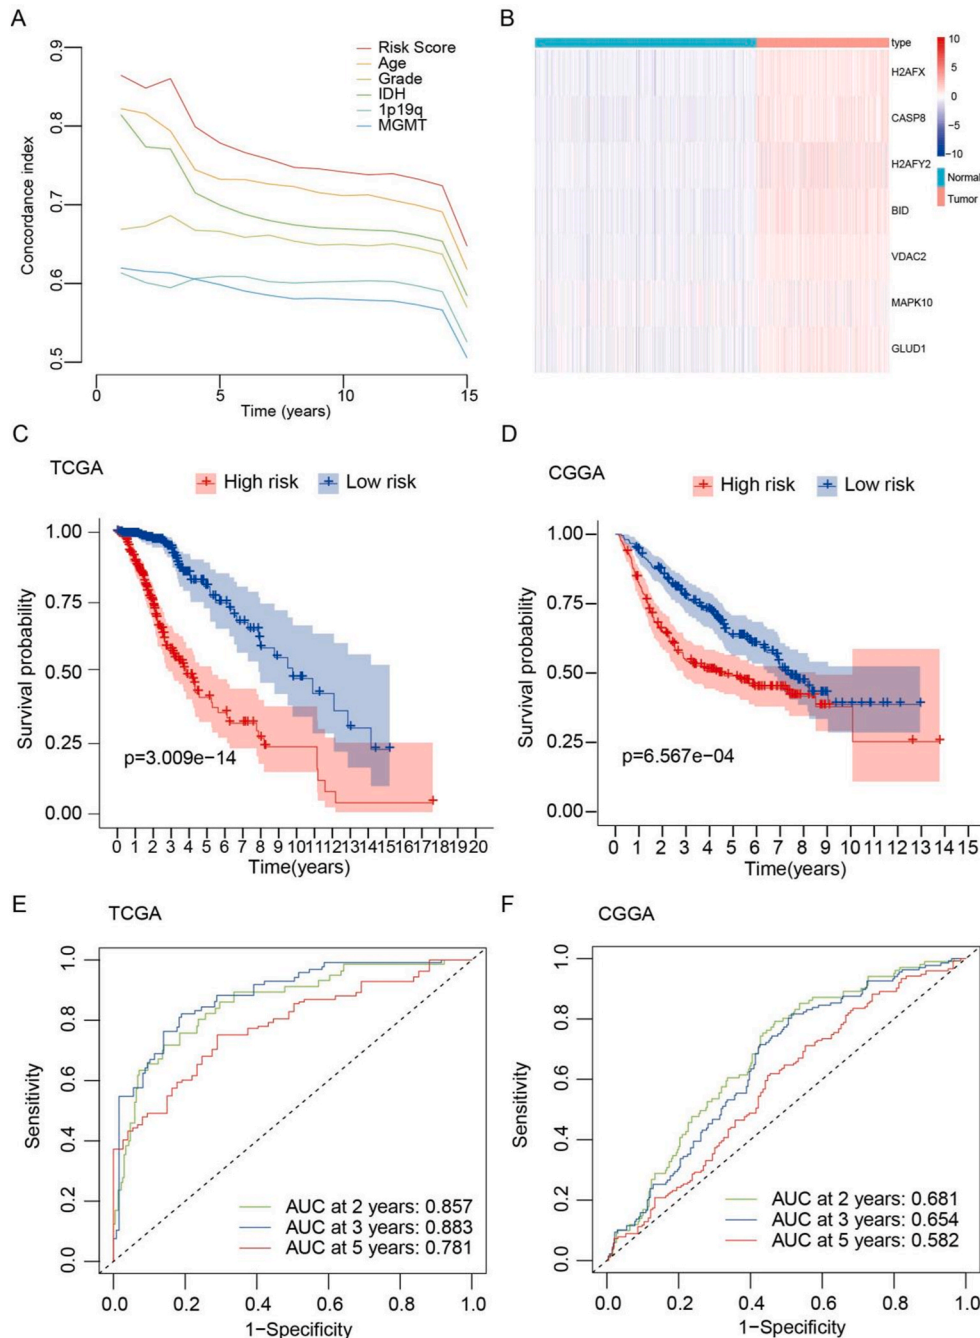 A
0.9
0.8
0.7
0.6
0.5
Concordance index
Risk Score
Age
Grade
IDH
1p19q
MGMT
0 5 10 15
Time (years)
B
type
H2AFX
CASP8
H2AFY2
BID
VDAC2
MAPK10
GLUD1
10
5
0
−5
−10
Normal
Tumor
C
TCGA
High risk Low risk
1.00
0.75
0.50
0.25
0.00
Survival probability
p=3.009e−14
0 1 2 3 4 5 6 7 8 9 10 11 12 13 14 15 16 17 18 19 20
Time(years)
D
CGGA
High risk Low risk
1.00
0.75
0.50
0.25
0.00
Survival probability
p=6.567e−04
0 1 2 3 4 5 6 7 8 9 10 11 12 13 14 15
Time(years)
E
TCGA
1.0
0.8
0.6
0.4
0.2
0.0
Sensitivity
AUC at 2 years: 0.857
AUC at 3 years: 0.883
AUC at 5 years: 0.781
0.0 0.2 0.4 0.6 0.8 1.0
1−Specificity
F
CGGA
1.0
0.8
0.6
0.4
0.2
0.0
Sensitivity
AUC at 2 years: 0.681
AUC at 3 years: 0.654
AUC at 5 years: 0.582
0.0 0.2 0.4 0.6 0.8 1.0
1−Specificity